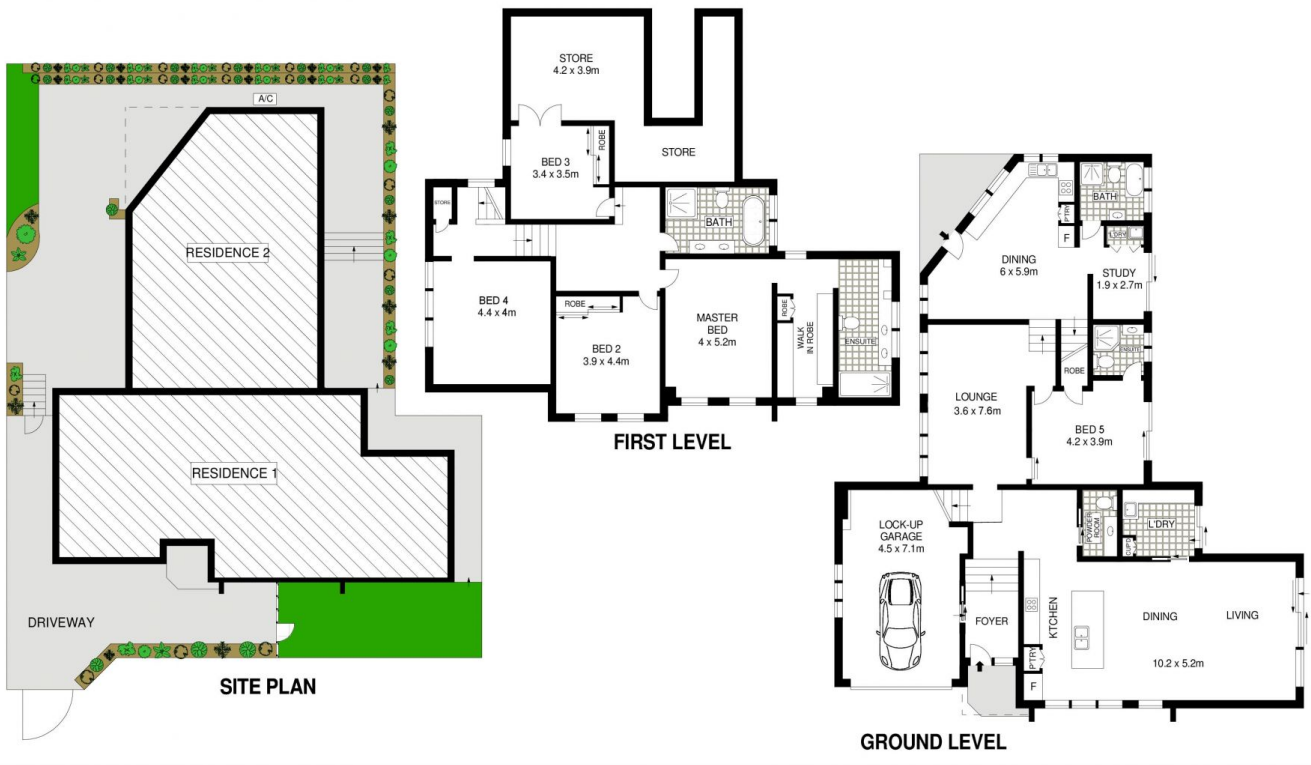 A/C
RESIDENCE 2
RESIDENCE 1
DRIVEWAY
SITE PLAN
STORE
4.2 x 3.9m
STORE
BED 3
3.4 x 3.5m
ROBE
STORE
BATH
BED 4
4.4 x 4m
ROBE
BED 2
3.9 x 4.4m
MASTER
BED
4 x 5.2m
ROBE
WALK
IN ROBE
ENSUITE
FIRST LEVEL
BATH
P'TRY
F
L'DRY
DINING
6 x 5.9m
STUDY
1.9 x 2.7m
ENSUITE
ROBE
LOUNGE
3.6 x 7.6m
BED 5
4.2 x 3.9m
LOCK-UP
GARAGE
4.5 x 7.1m
POWDER
ROOM
L'DRY
CUP'D
FOYER
KTCHEN
DINING
LIVING
10.2 x 5.2m
P'TRY
F
GROUND LEVEL